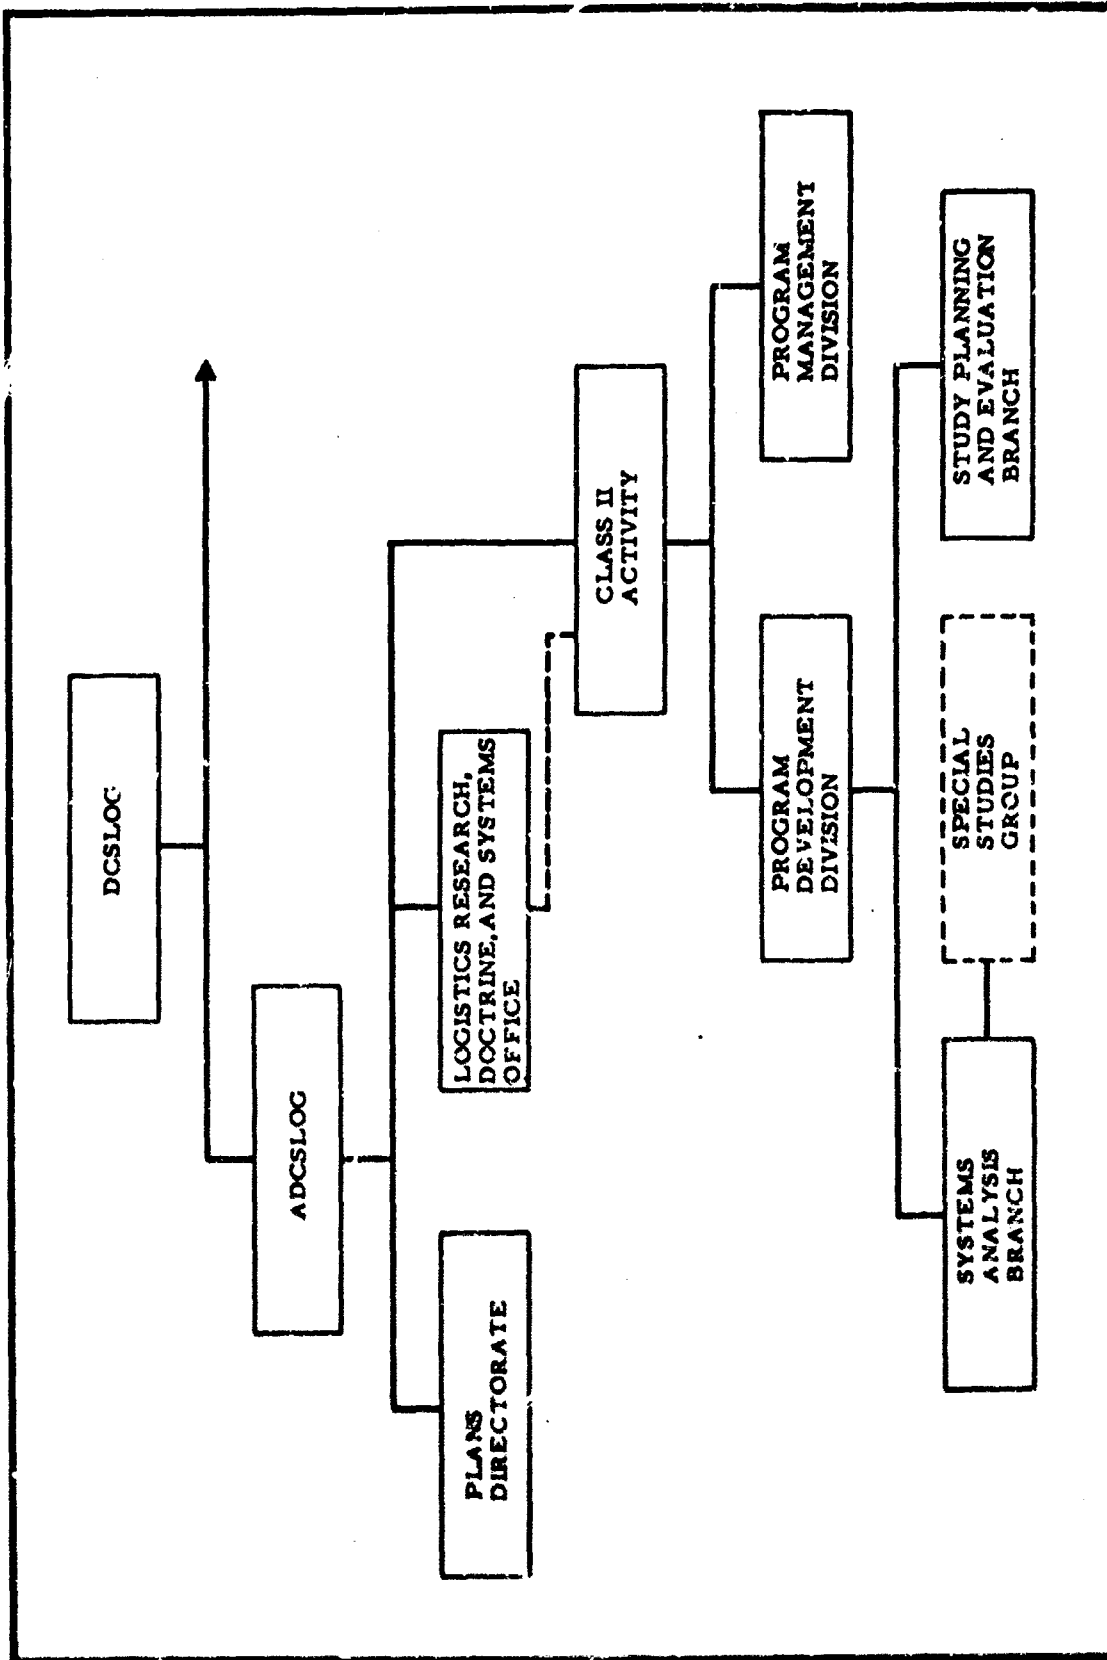 DCSLOG
ADCSLOG
PLANS
DIRECTORATE
LOGISTICS RESEARCH,
DOCTRINE, AND SYSTEMS
OFFICE
CLASS II
ACTIVITY
PROGRAM
DEVELOPMENT
DIVISION
PROGRAM
MANAGEMENT
DIVISION
SYSTEMS
ANALYSIS
BRANCH
SPECIAL
STUDIES
GROUP
STUDY PLANNING
AND EVALUATION
BRANCH